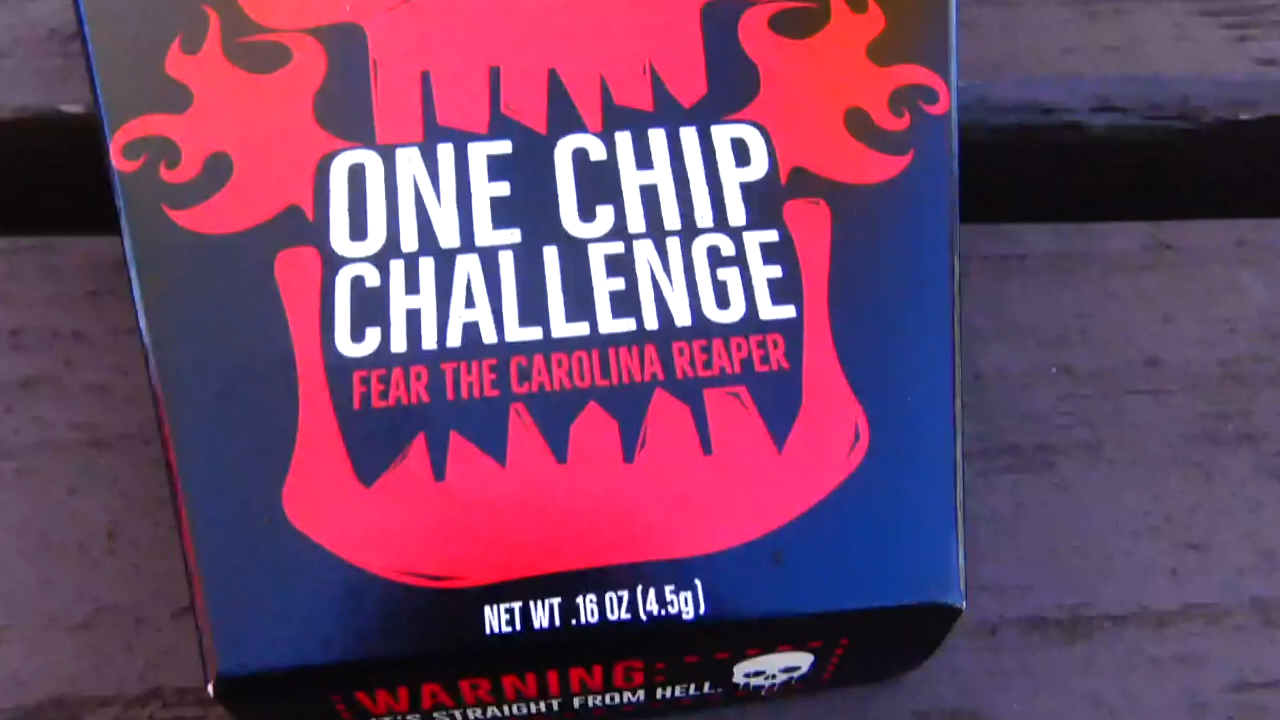 ONE CHIP
CHALLENGE
FEAR THE CAROLINA REAPER
NET WT .16 OZ (4.5g)
WARNING:
IT'S STRAIGHT FROM HELL.